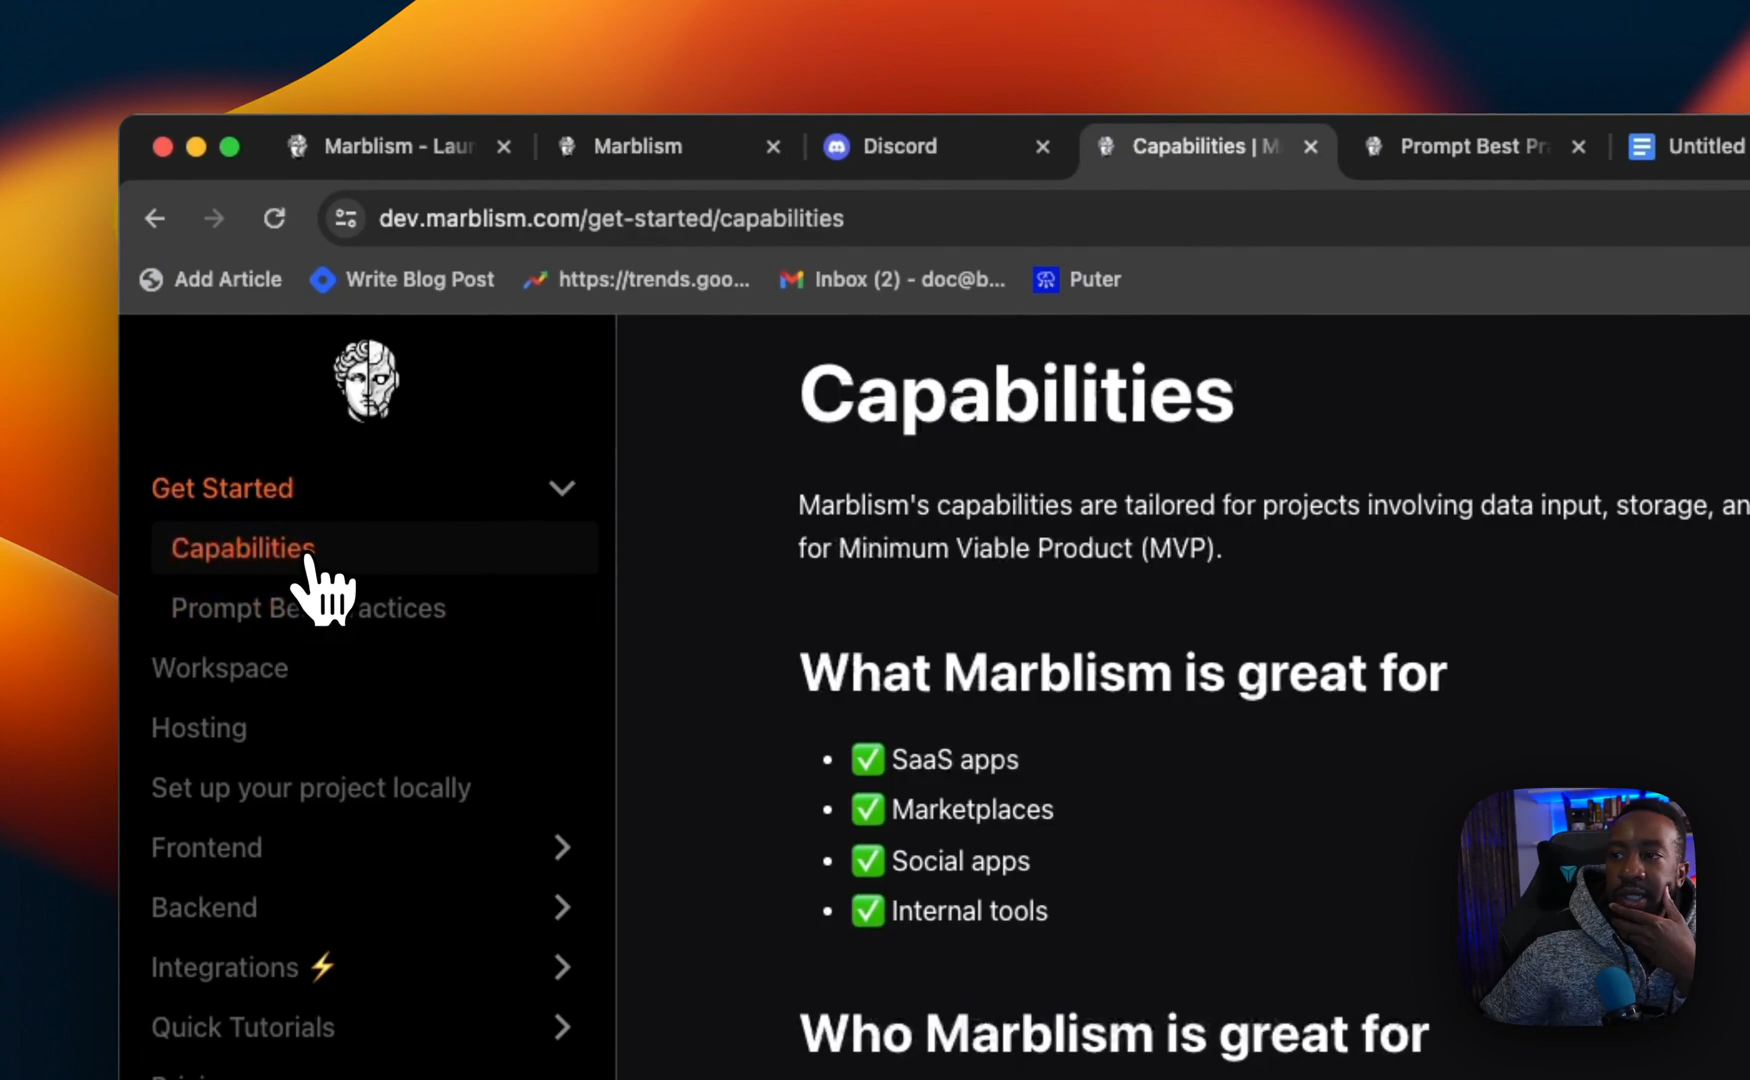 Marblism - Laun
Marblism
Discord
Capabilities | M
Prompt Best Pr
Untitled
dev.marblism.com/get-started/capabilities
Add Article
Write Blog Post
https://trends.goo...
Inbox (2) - doc@b...
Puter
Get Started
Capabilities
Prompt Be actices
Workspace
Hosting
Set up your project locally
Frontend
Backend
Integrations ⚡
Quick Tutorials
Capabilities
Marblism's capabilities are tailored for projects involving data input, storage, an
for Minimum Viable Product (MVP).
What Marblism is great for
• ✅ SaaS apps
• ✅ Marketplaces
• ✅ Social apps
• ✅ Internal tools
Who Marblism is great for